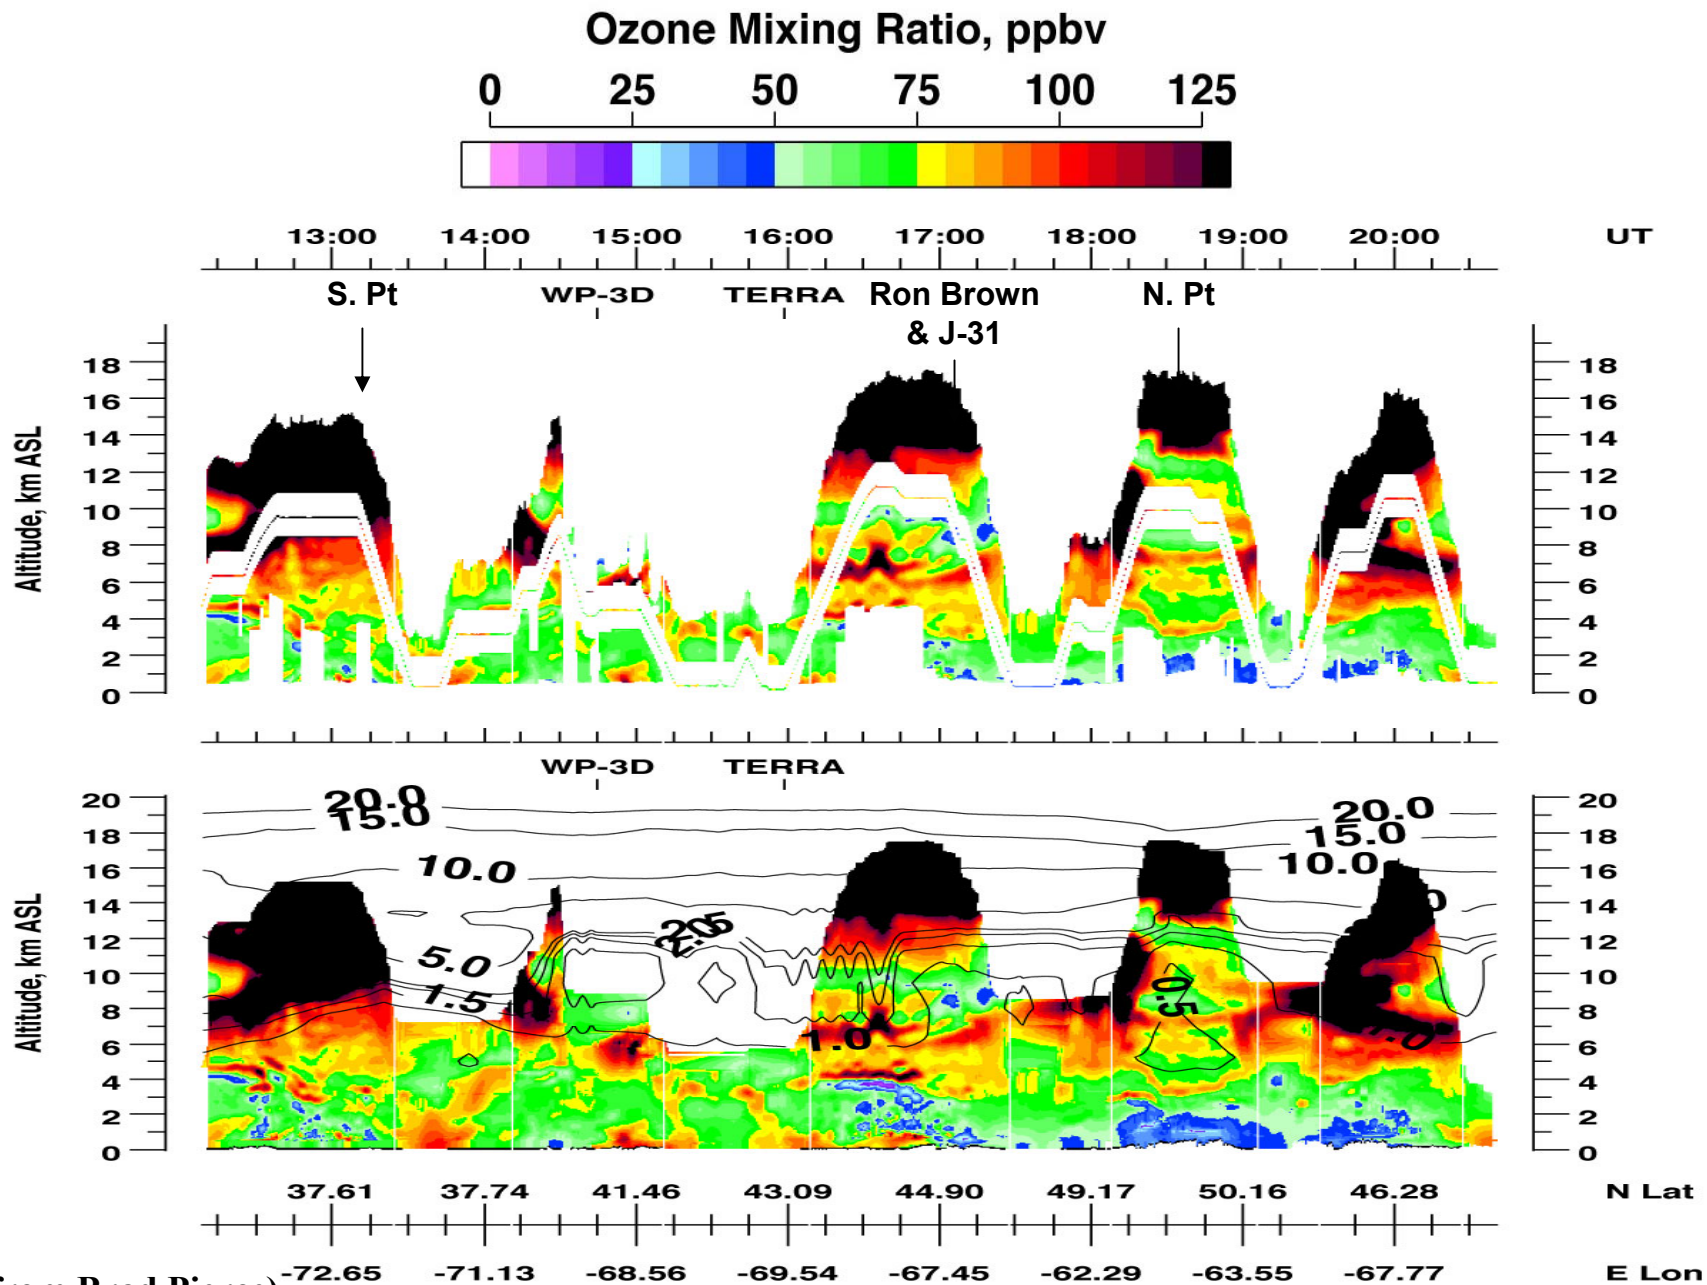 Ozone Mixing Ratio, ppbv
0 25 50 75 100 125
13:00 14:00 15:00 16:00 17:00 18:00 19:00 20:00 UT
S. Pt WP-3D TERRA Ron Brown & J-31 N. Pt
Altitude, km ASL
18 18
16 16
14 14
12 12
10 10
8 8
6 6
4 4
2 2
0 0
WP-3D TERRA
Altitude, km ASL
20 20.0 20.0 20
15.0 15.0
18 18
16 10.0 10.0 16
14 14
12 12
10 5.0 10
8 1.5 0.5 8
6 1.0 6
4 4
2 2
0 0
37.61 37.74 41.46 43.09 44.90 49.17 50.16 46.28 N Lat
-72.65 -71.13 -68.56 -69.54 -67.45 -62.29 -63.55 -67.77 E Lon